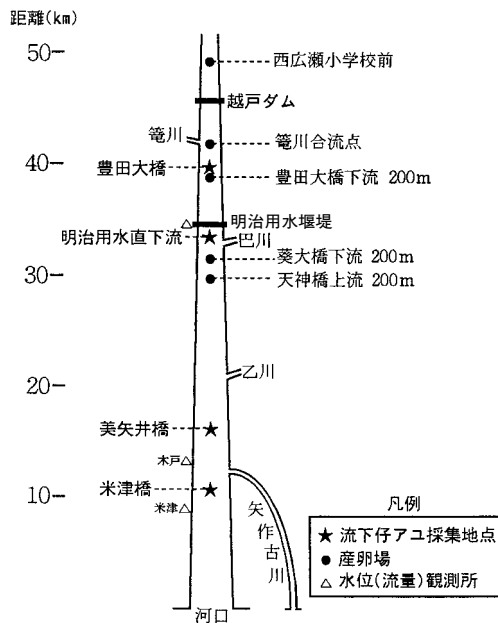 距離(km)
50
西広瀬小学校前
越戸ダム
篭川
篭川合流点
40
豊田大橋
豊田大橋下流 200m
明治用水堰堤
明治用水直下流
巴川
葵大橋下流 200m
30
天神橋上流 200m
20
乙川
美矢井橋
木戸△
10
米津橋
米津△
矢作古川
凡例
★ 流下仔アユ採集地点
● 産卵場
△ 水位(流量)観測所
河口